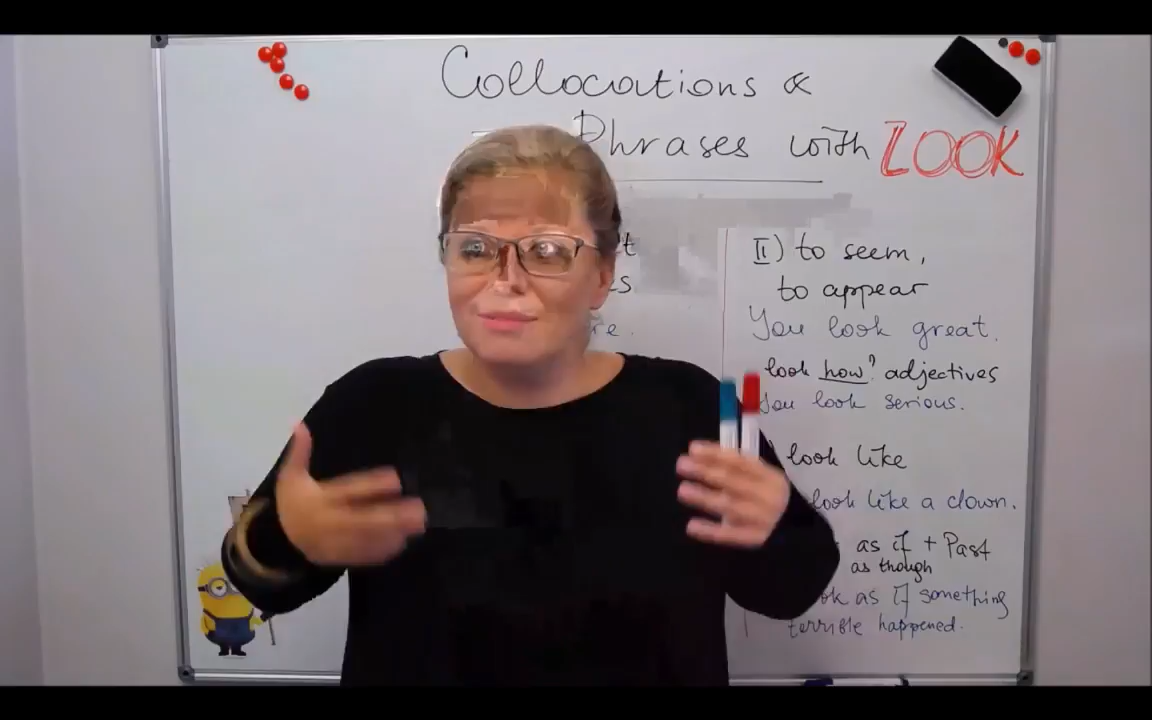 Collocations &
Phrases with LOOK
II) to seem,
to appear
You look great.
look how? adjectives
You look serious.
look like
look like a clown.
as if + Past
as though
as if something
terrible happened.